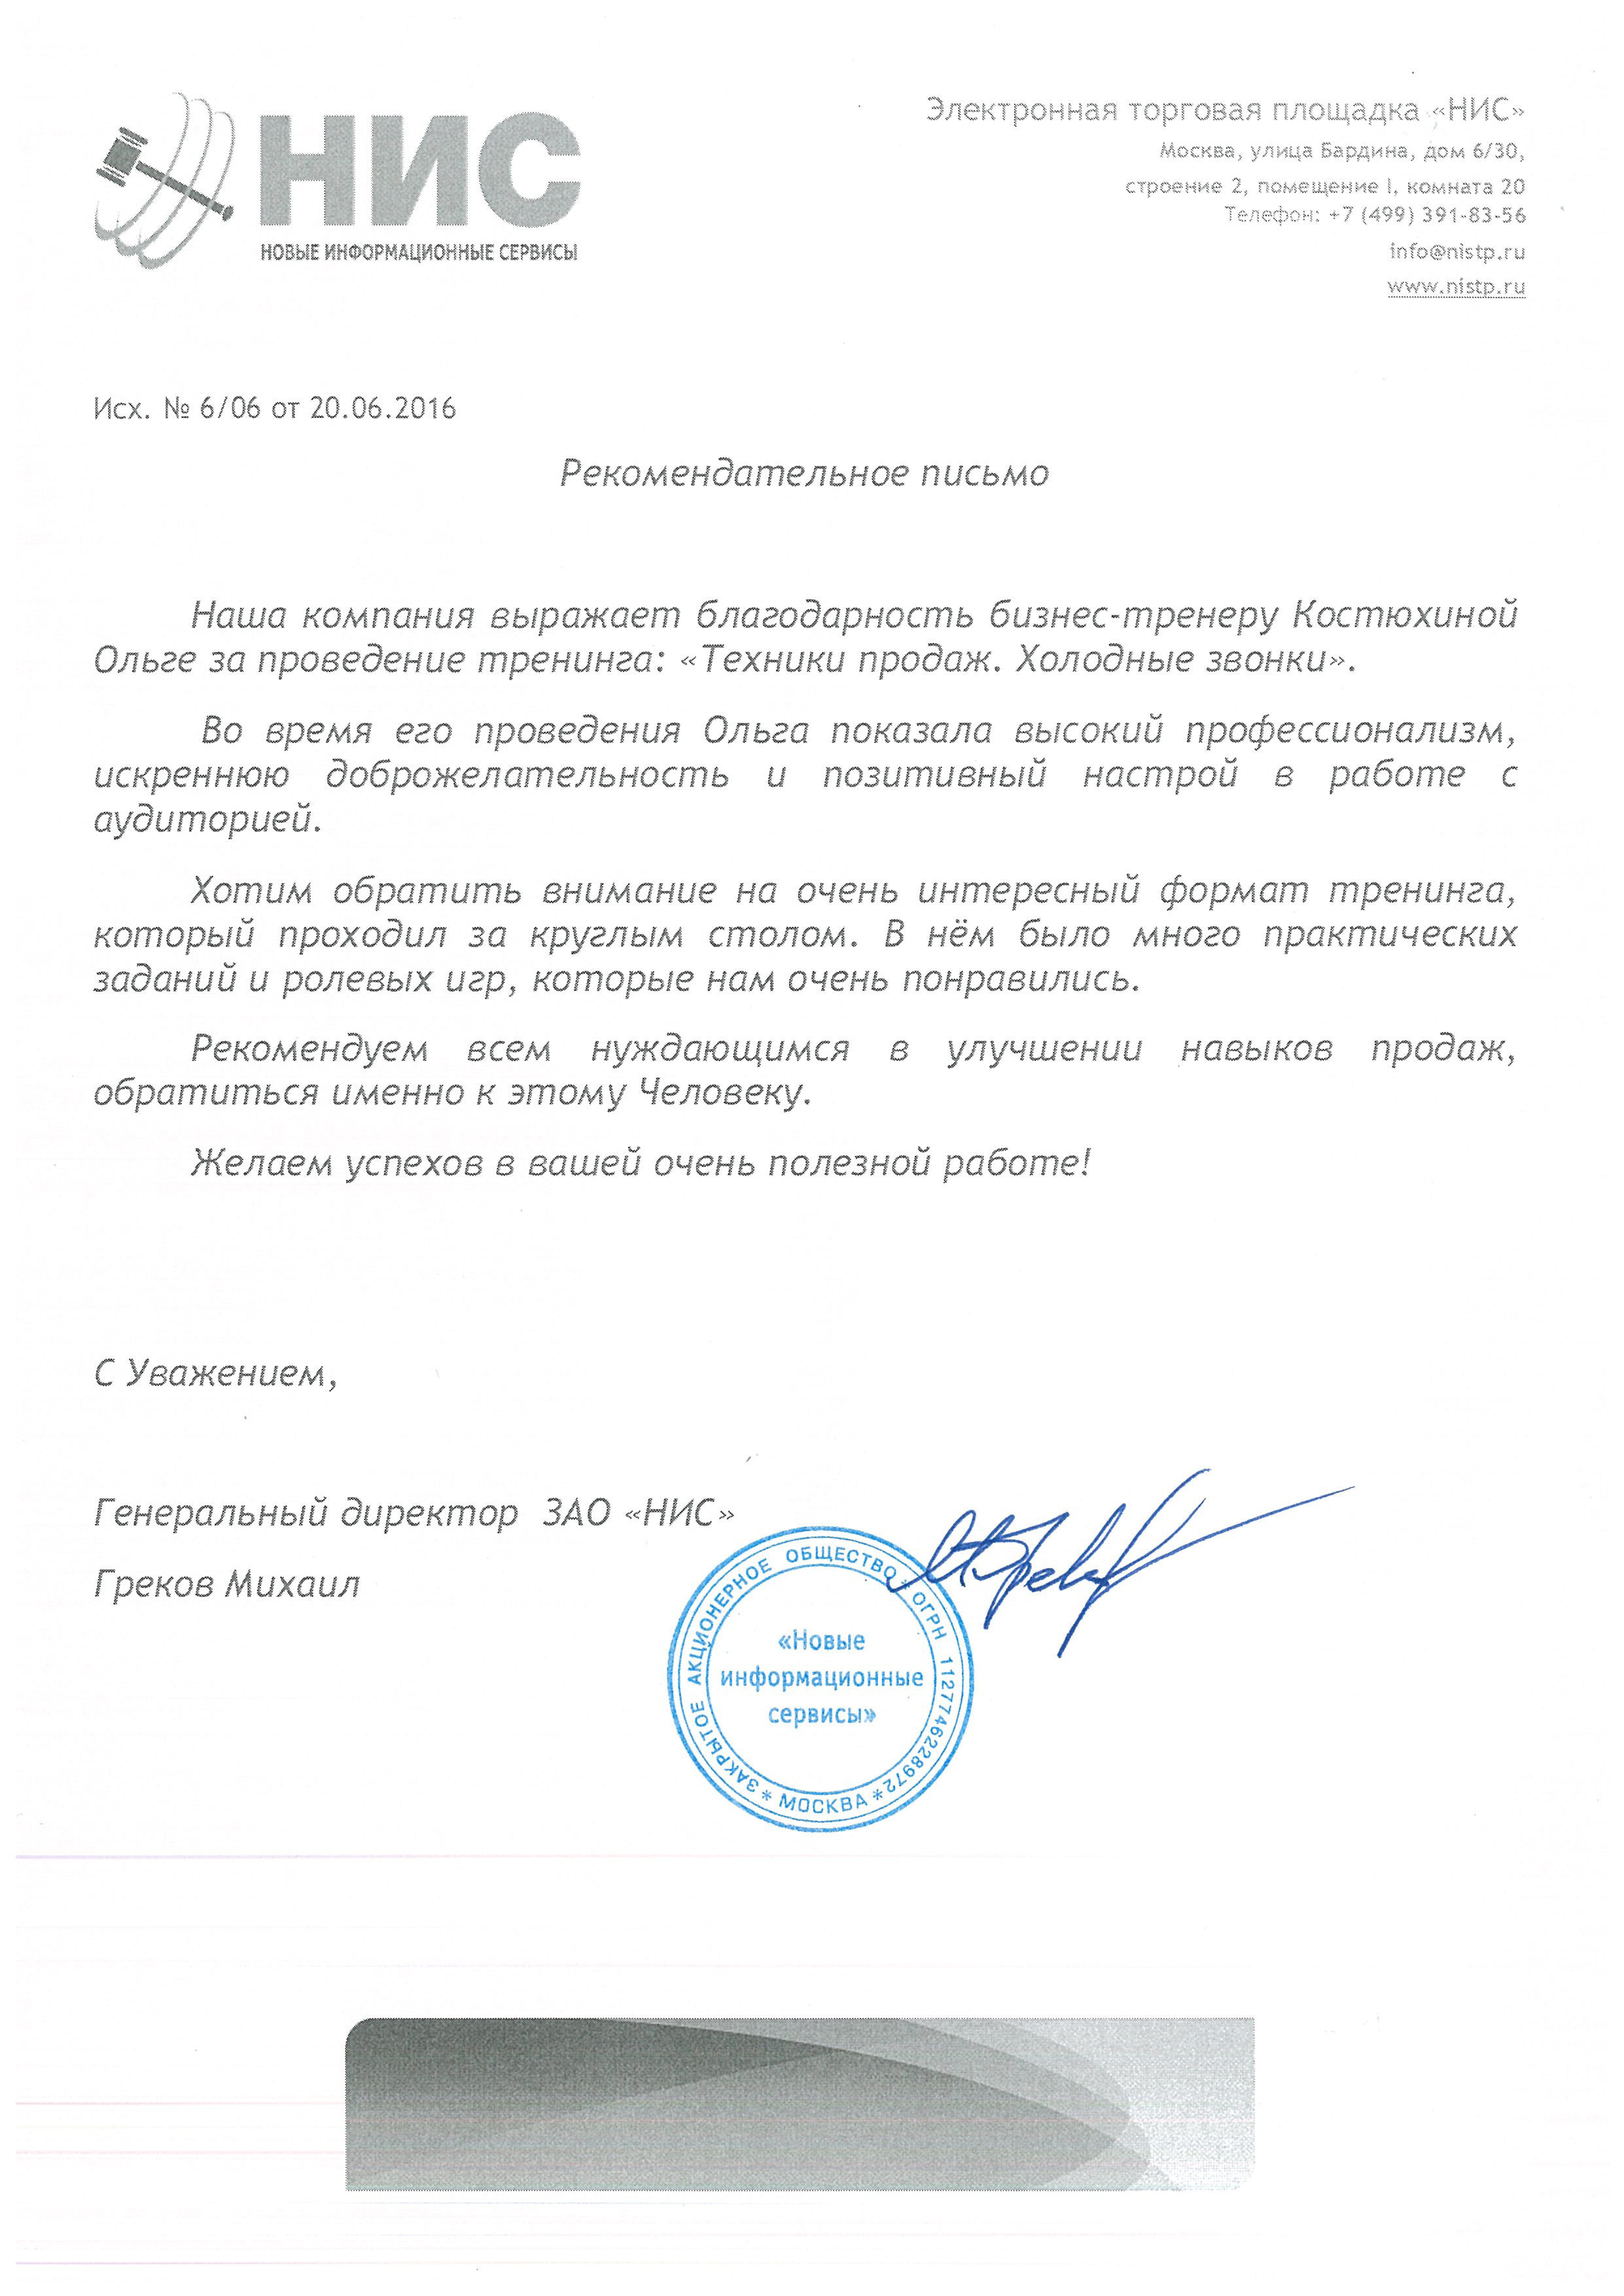 НИС
НОВЫЕ ИНФОРМАЦИОННЫЕ СЕРВИСЫ
Электронная торговая площадка «НИС»
Москва, улица Бардина, дом 6/30,
строение 2, помещение I, комната 20
Телефон: +7 (499) 391-83-56
info@nistp.ru
www.nistp.ru
Исх. № 6/06 от 20.06.2016
Рекомендательное письмо
Наша компания выражает благодарность бизнес-тренеру Костюхиной
Ольге за проведение тренинга: «Техники продаж. Холодные звонки».
Во время его проведения Ольга показала высокий профессионализм,
искреннюю доброжелательность и позитивный настрой в работе с
аудиторией.
Хотим обратить внимание на очень интересный формат тренинга,
который проходил за круглым столом. В нём было много практических
заданий и ролевых игр, которые нам очень понравились.
Рекомендуем всем нуждающимся в улучшении навыков продаж,
обратиться именно к этому Человеку.
Желаем успехов в вашей очень полезной работе!
С Уважением,
Генеральный директор ЗАО «НИС»
Греков Михаил
ЗАКРЫТОЕ АКЦИОНЕРНОЕ ОБЩЕСТВО * ОГРН 1127746228972 * МОСКВА *
«Новые
информационные
сервисы»